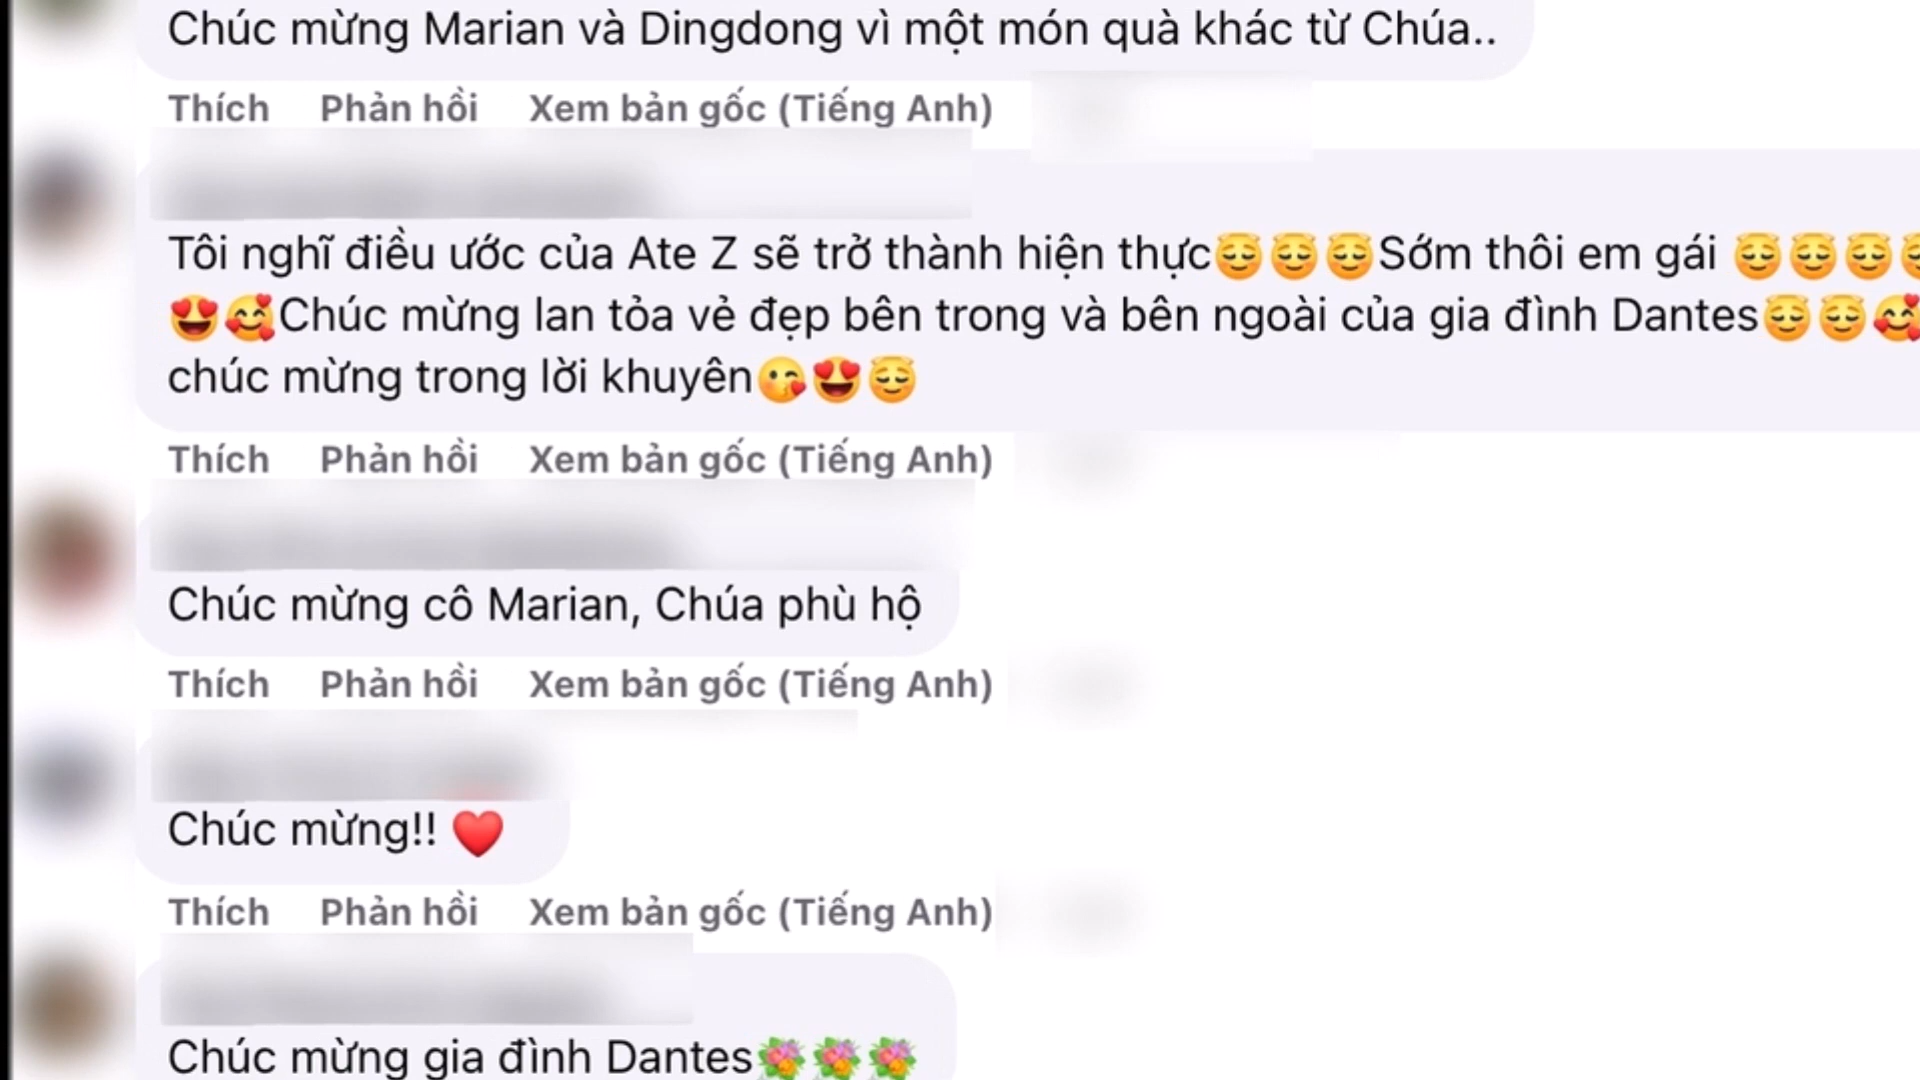 Chúc mừng Marian và Dingdong vì một món quà khác từ Chúa..
Thích Phản hồi Xem bản gốc (Tiếng Anh)
Tôi nghĩ điều ước của Ate Z sẽ trở thành hiện thực😇😇😇Sớm thôi em gái 😇😇😇😇
😍🥰Chúc mừng lan tỏa vẻ đẹp bên trong và bên ngoài của gia đình Dantes😇😇🥰
chúc mừng trong lời khuyên😘😍😇
Thích Phản hồi Xem bản gốc (Tiếng Anh)
Chúc mừng cô Marian, Chúa phù hộ
Thích Phản hồi Xem bản gốc (Tiếng Anh)
Chúc mừng!! ❤️
Thích Phản hồi Xem bản gốc (Tiếng Anh)
Chúc mừng gia đình Dantes💐💐💐